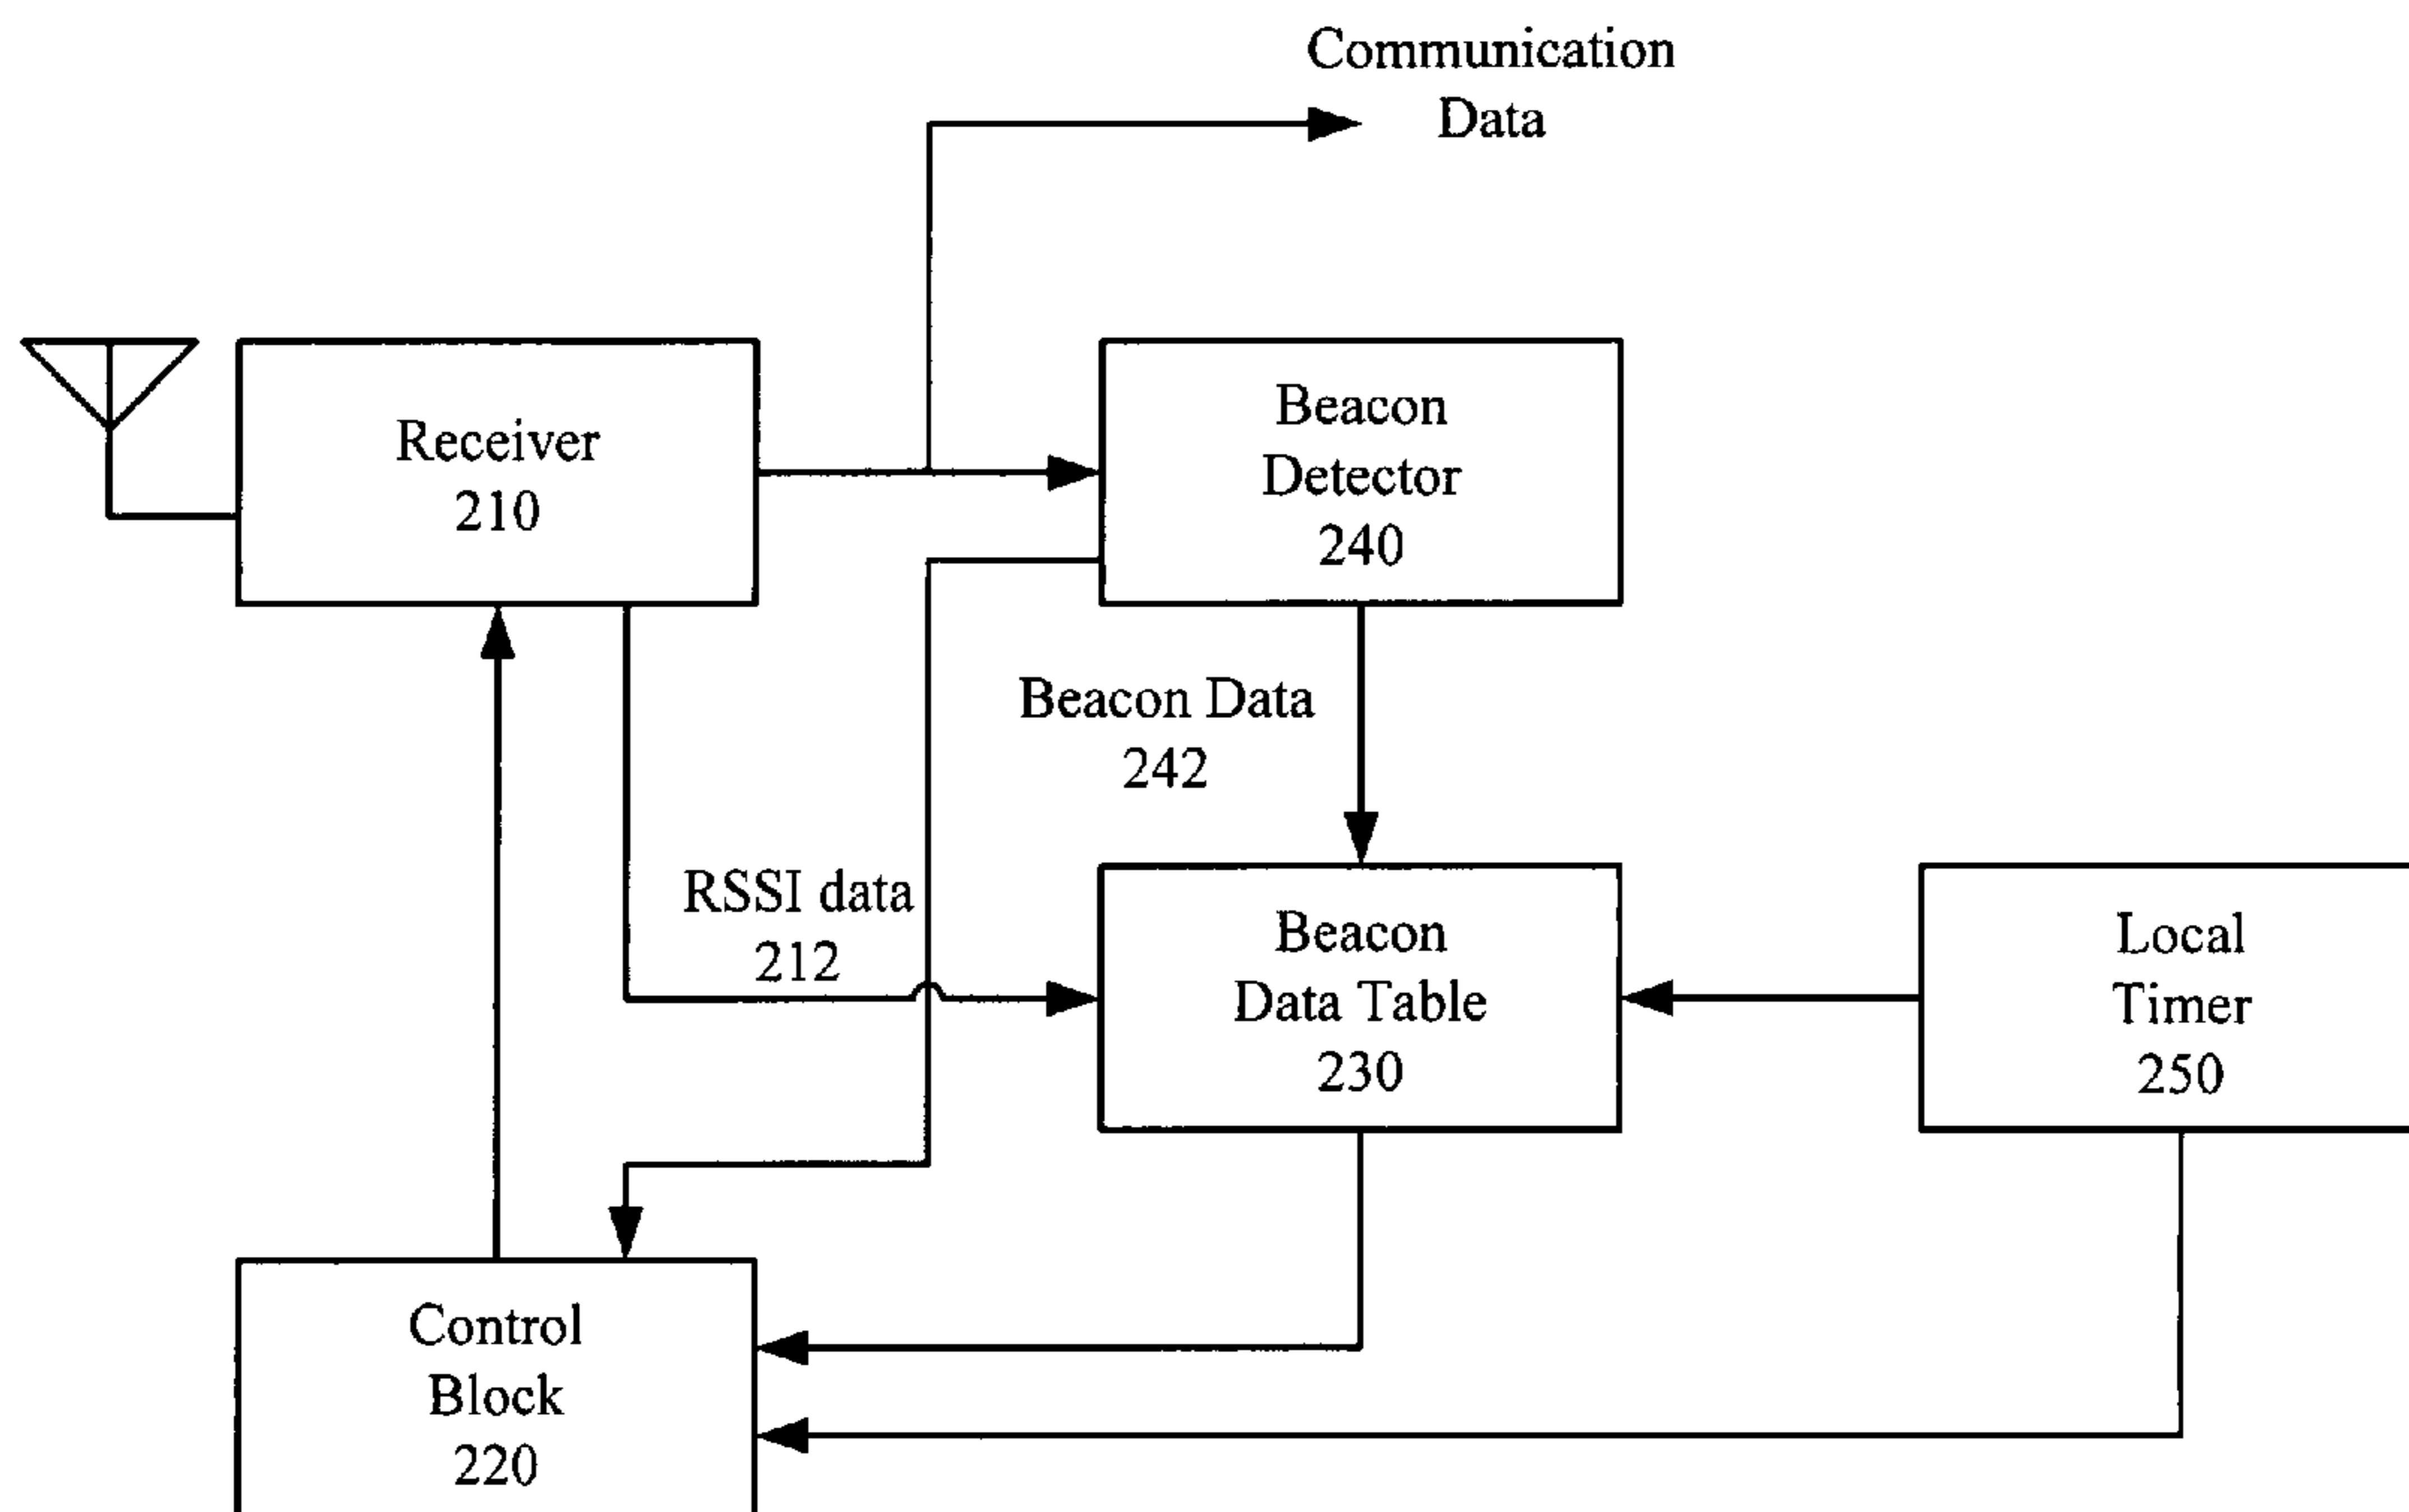 Communication
Data
Receiver
210
Beacon
Detector
240
Beacon Data
242
RSSI data
212
Beacon
Data Table
230
Local
Timer
250
Control
Block
220